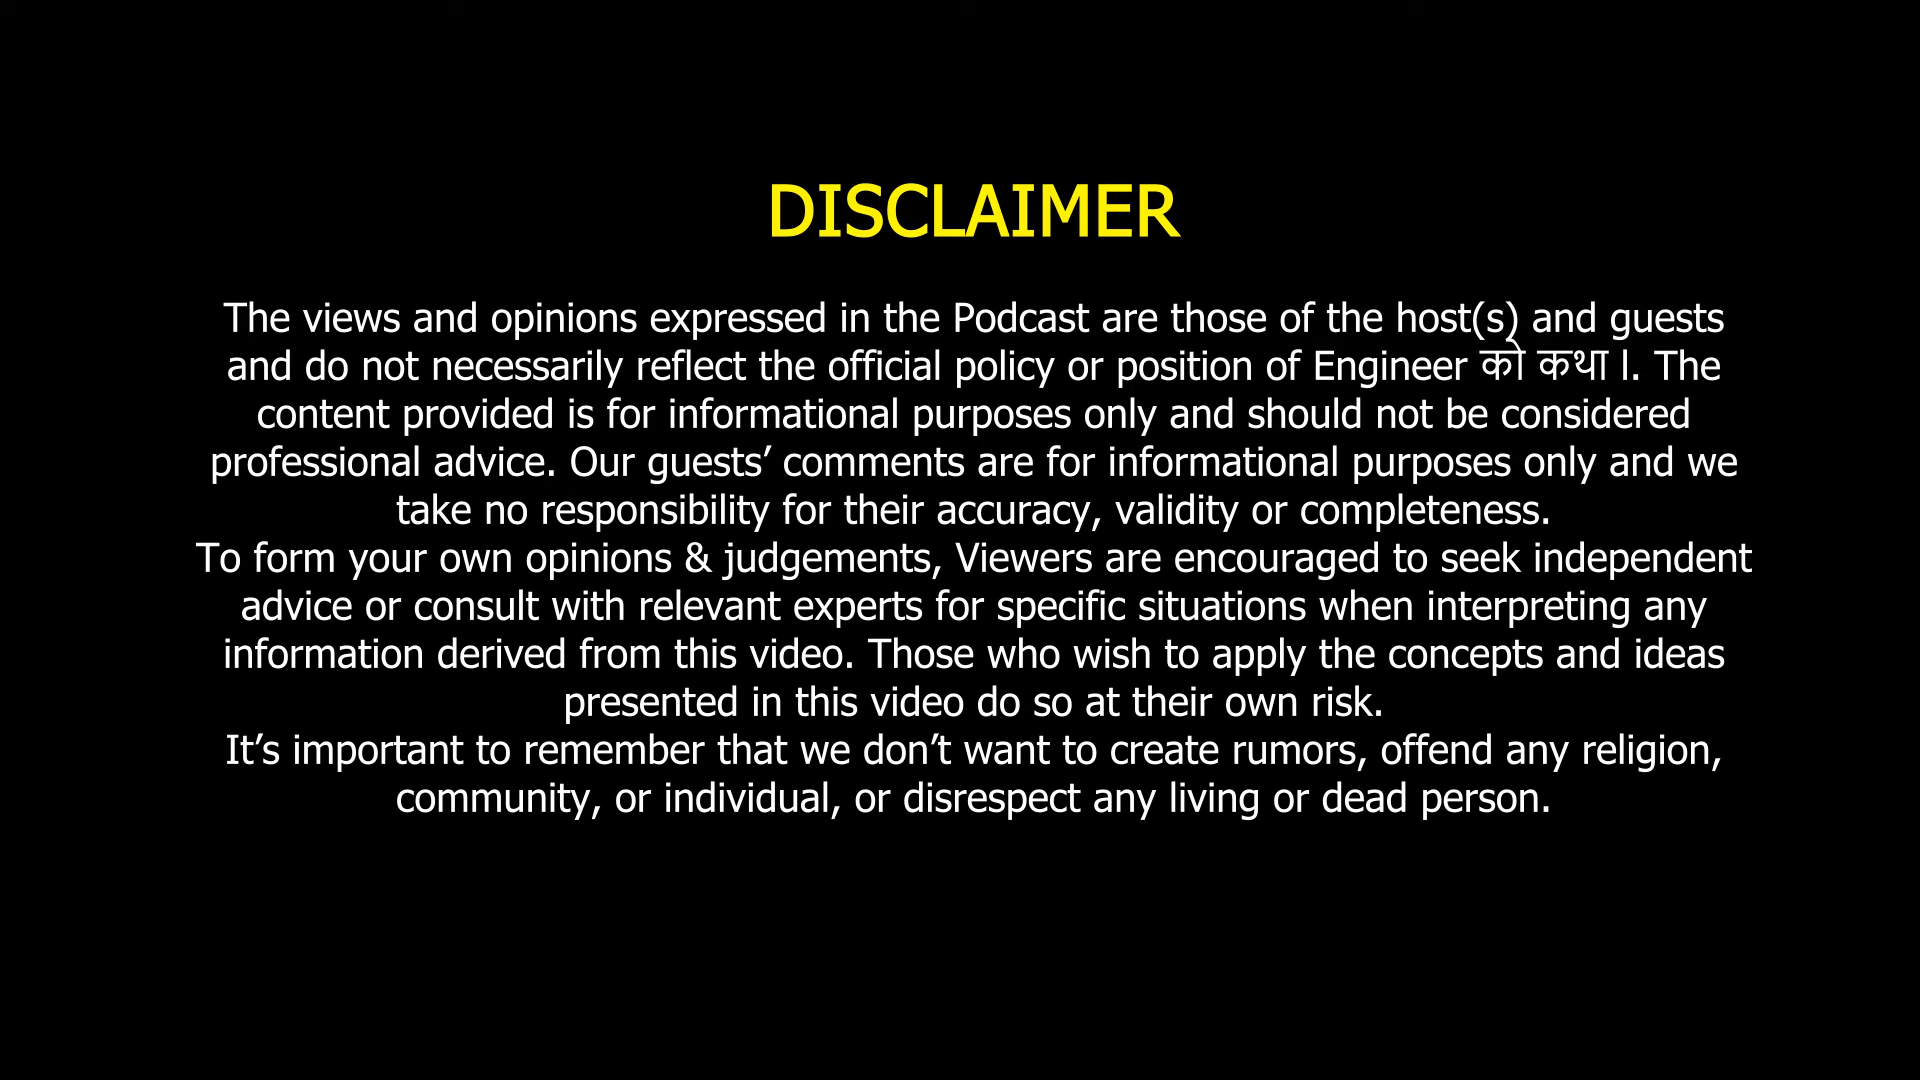 DISCLAIMER
The views and opinions expressed in the Podcast are those of the host(s) and guests
and do not necessarily reflect the official policy or position of Engineer को कथा l. The
content provided is for informational purposes only and should not be considered
professional advice. Our guests’ comments are for informational purposes only and we
take no responsibility for their accuracy, validity or completeness.
To form your own opinions & judgements, Viewers are encouraged to seek independent
advice or consult with relevant experts for specific situations when interpreting any
information derived from this video. Those who wish to apply the concepts and ideas
presented in this video do so at their own risk.
It’s important to remember that we don’t want to create rumors, offend any religion,
community, or individual, or disrespect any living or dead person.